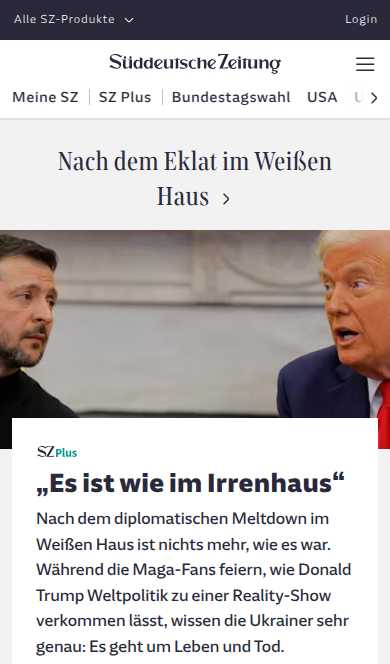 Alle SZ-Produkte
Login
Süddeutsche Zeitung
Meine SZ
SZ Plus
Bundestagswahl
USA
Nach dem Eklat im Weißen
Haus
SZ Plus
„Es ist wie im Irrenhaus“
Nach dem diplomatischen Meltdown im
Weißen Haus ist nichts mehr, wie es war.
Während die Maga-Fans feiern, wie Donald
Trump Weltpolitik zu einer Reality-Show
verkommen lässt, wissen die Ukrainer sehr
genau: Es geht um Leben und Tod.